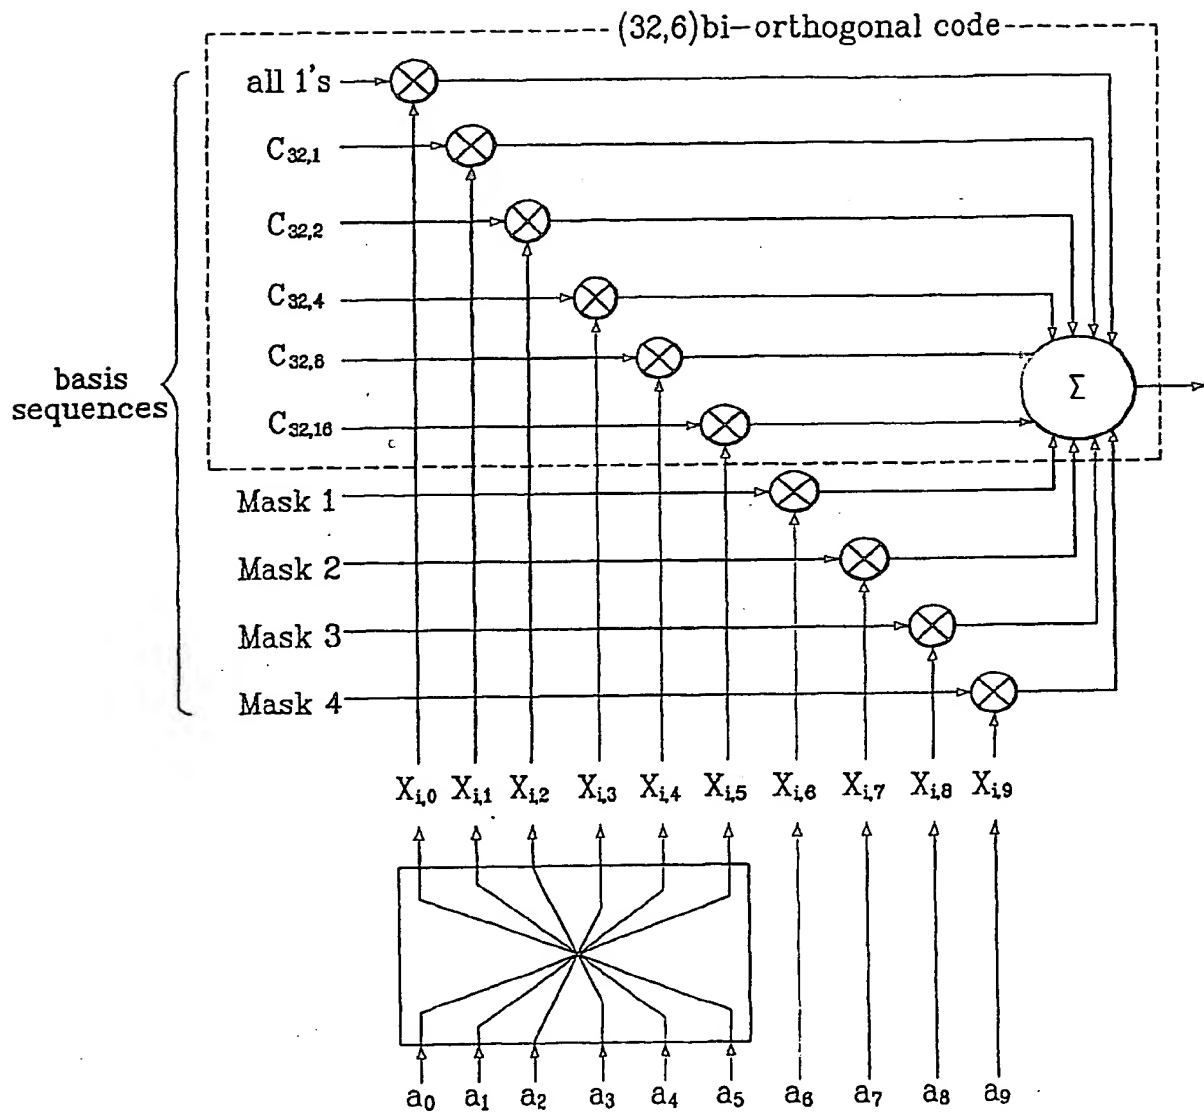 (32,6)bi-orthogonal code
all 1's
C32,1
C32,2
C32,4
C32,8
C32,16
basis
sequences
Σ
Mask 1
Mask 2
Mask 3
Mask 4
Xi,0 Xi,1 Xi,2 Xi,3 Xi,4 Xi,5 Xi,6 Xi,7 Xi,8 Xi,9
a0 a1 a2 a3 a4 a5 a6 a7 a8 a9